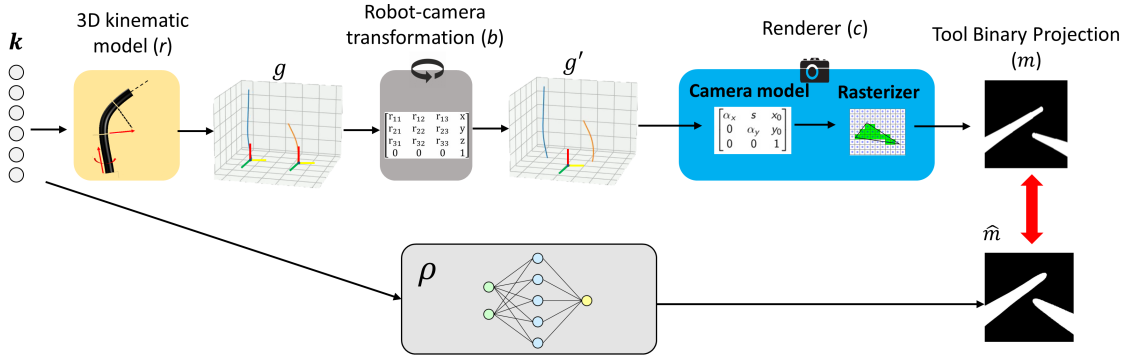 k
3D kinematic
model (r)
g
Robot-camera
transformation (b)
r₁₁ r₁₂ r₁₃ x
r₂₁ r₂₂ r₂₃ y
r₃₁ r₃₂ r₃₃ z
0 0 0 1
g′
Renderer (c)
Camera model
αₓ s x₀
0 αᵧ y₀
0 0 1
Rasterizer
Tool Binary Projection
(m)
m̂
ρ